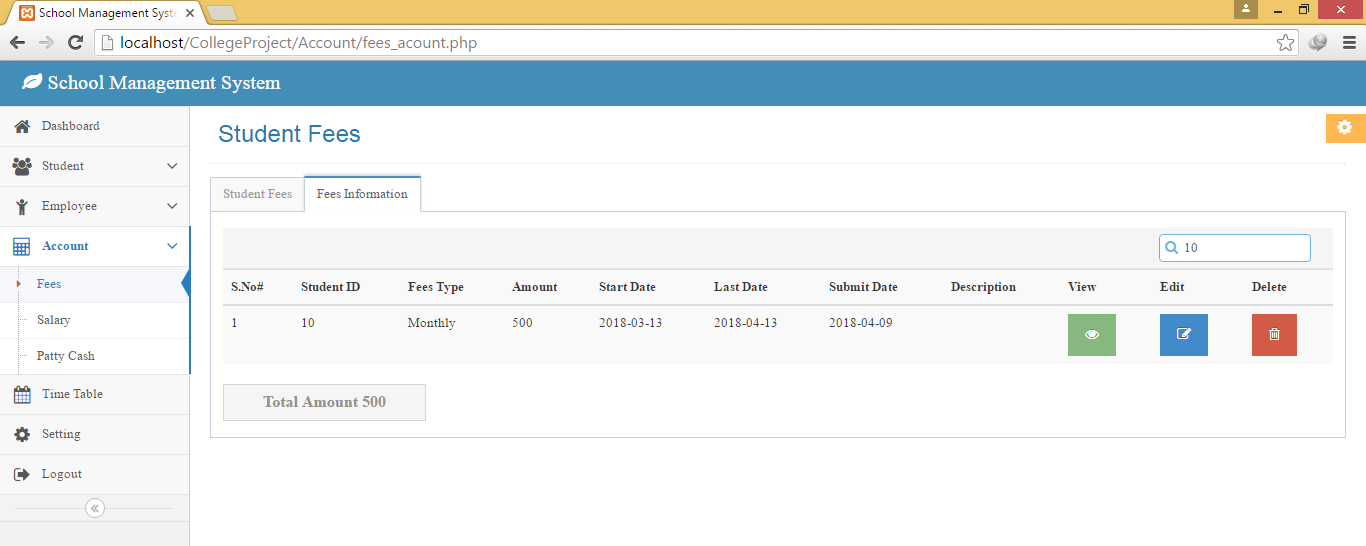 School Management Syste
localhost/CollegeProject/Account/fees_acount.php
School Management System
Dashboard
Student
Employee
Account
Fees
Salary
Patty Cash
Time Table
Setting
Logout
Student Fees
Student Fees Fees Information
10
S.No# Student ID Fees Type Amount Start Date Last Date Submit Date Description View Edit Delete
1 10 Monthly 500 2018-03-13 2018-04-13 2018-04-09
Total Amount 500